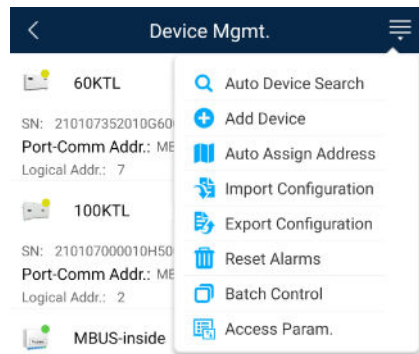 Device Mgmt.
60KTL
SN: 210107352010G60
Port-Comm Addr.: ME
Logical Addr.: 7
100KTL
SN: 210107000010H50
Port-Comm Addr.: ME
Logical Addr.: 2
MBUS-inside
Auto Device Search
Add Device
Auto Assign Address
Import Configuration
Export Configuration
Reset Alarms
Batch Control
Access Param.